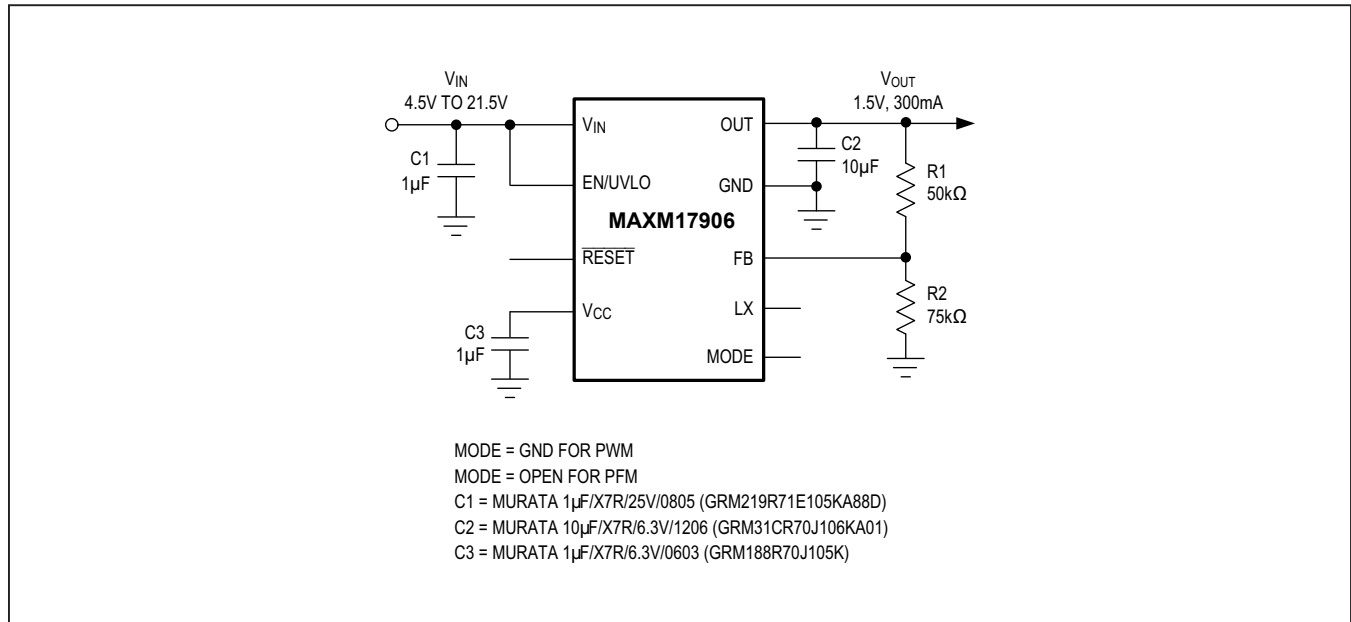 VIN
4.5V TO 21.5V
VOUT
1.5V, 300mA
VIN
OUT
C1
1µF
C2
10µF
R1
50kΩ
EN/UVLO
GND
MAXM17906
RESET
FB
R2
75kΩ
VCC
LX
C3
1µF
MODE
MODE = GND FOR PWM
MODE = OPEN FOR PFM
C1 = MURATA 1µF/X7R/25V/0805 (GRM219R71E105KA88D)
C2 = MURATA 10µF/X7R/6.3V/1206 (GRM31CR70J106KA01)
C3 = MURATA 1µF/X7R/6.3V/0603 (GRM188R70J105K)